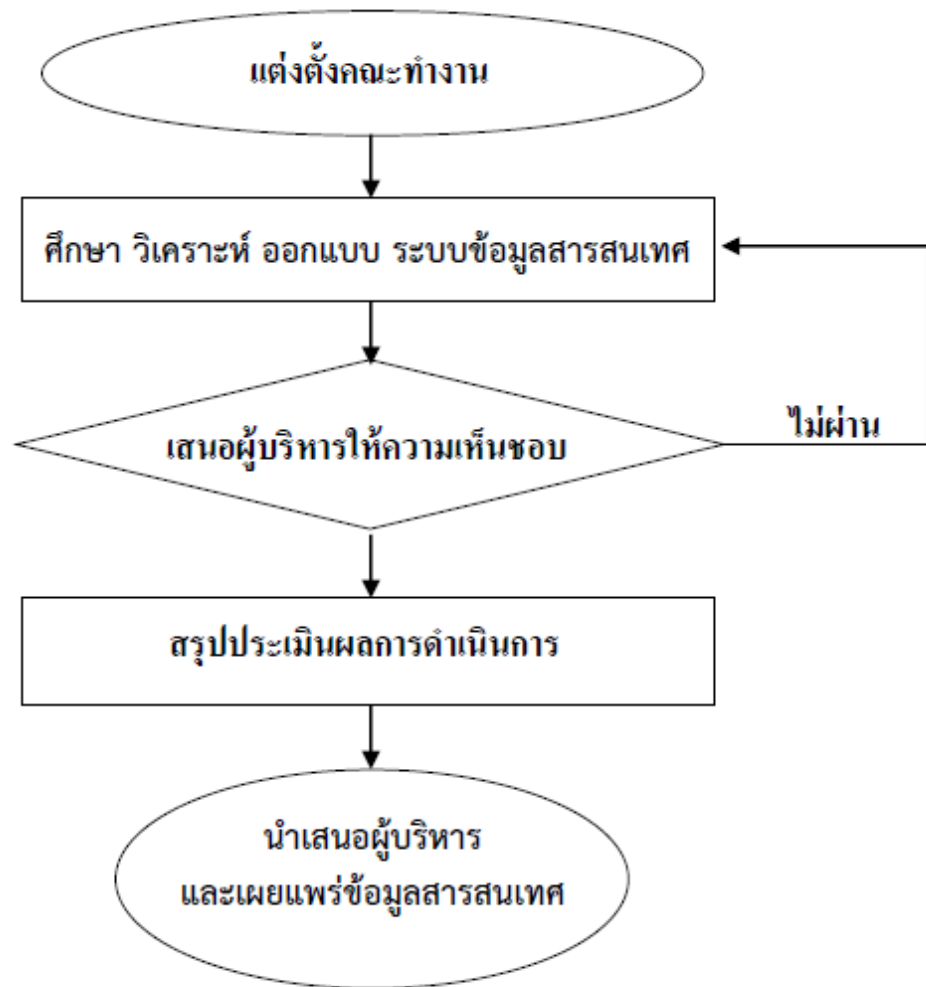 แต่งตั้งคณะทำงาน
ศึกษา วิเคราะห์ ออกแบบ ระบบข้อมูลสารสนเทศ
เสนอผู้บริหารให้ความเห็นชอบ
ไม่ผ่าน
สรุปประเมินผลการดำเนินการ
นำเสนอผู้บริหาร
และเผยแพร่ข้อมูลสารสนเทศ